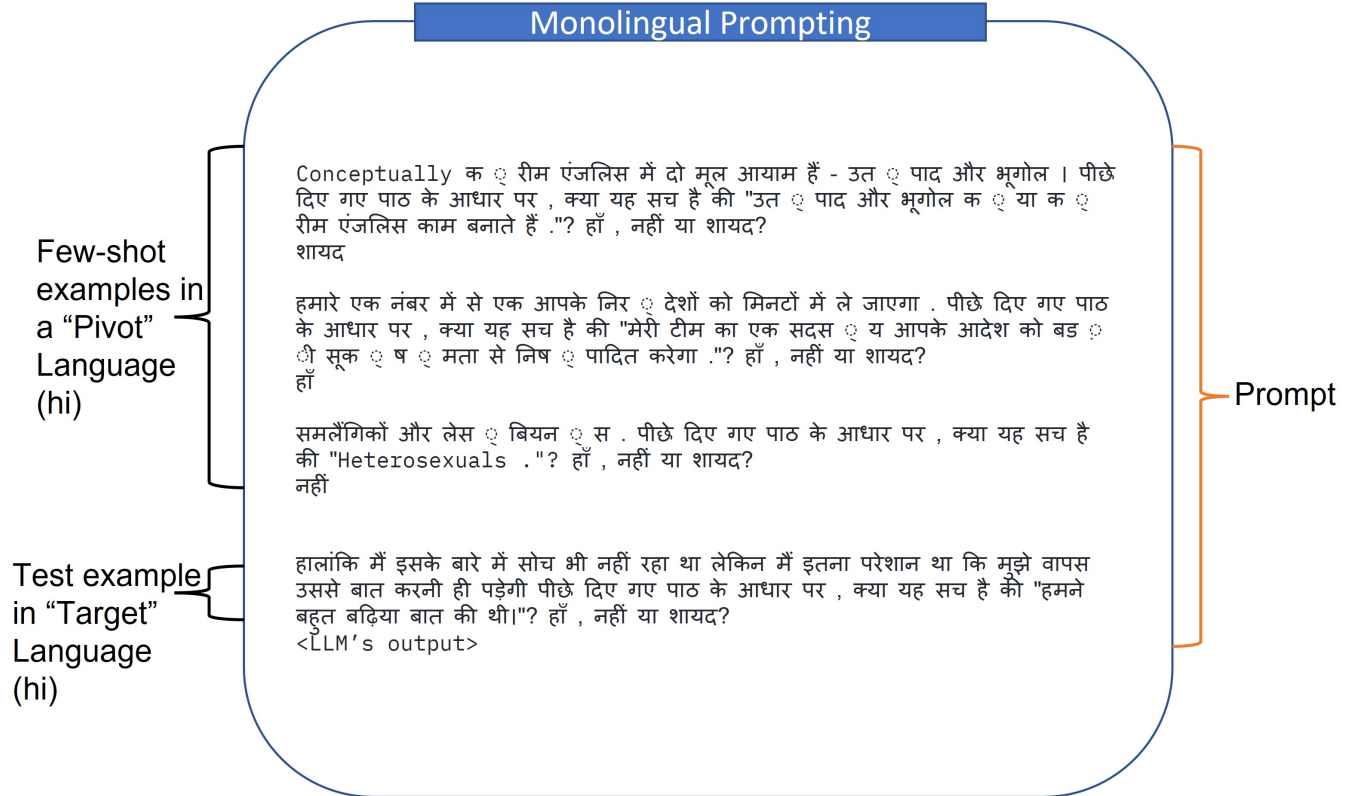 Monolingual Prompting
Conceptually क ् रीम एंजलिस में दो मूल आयाम हैं - उत ् पाद और भूगोल । पीछे
दिए गए पाठ के आधार पर , क्या यह सच है की "उत ् पाद और भूगोल क ् या क ्
रीम एंजलिस काम बनाते हैं ."? हाँ , नहीं या शायद?
शायद
हमारे एक नंबर में से एक आपके निर ् देशों को मिनटों में ले जाएगा . पीछे दिए गए पाठ
के आधार पर , क्या यह सच है की "मेरी टीम का एक सदस ् य आपके आदेश को बड ़
ी सूक ् ष ् मता से निष ् पादित करेगा ."? हाँ , नहीं या शायद?
हाँ
समलैंगिकों और लेस ् बियन ् स . पीछे दिए गए पाठ के आधार पर , क्या यह सच है
की "Heterosexuals ."? हाँ , नहीं या शायद?
नहीं
हालांकि मैं इसके बारे में सोच भी नहीं रहा था लेकिन मैं इतना परेशान था कि मुझे वापस
उससे बात करनी ही पड़ेगी पीछे दिए गए पाठ के आधार पर , क्या यह सच है की "हमने
बहुत बढ़िया बात की थी।"? हाँ , नहीं या शायद?
<LLM's output>
Few-shot
examples in
a “Pivot”
Language
(hi)
Test example
in “Target”
Language
(hi)
Prompt